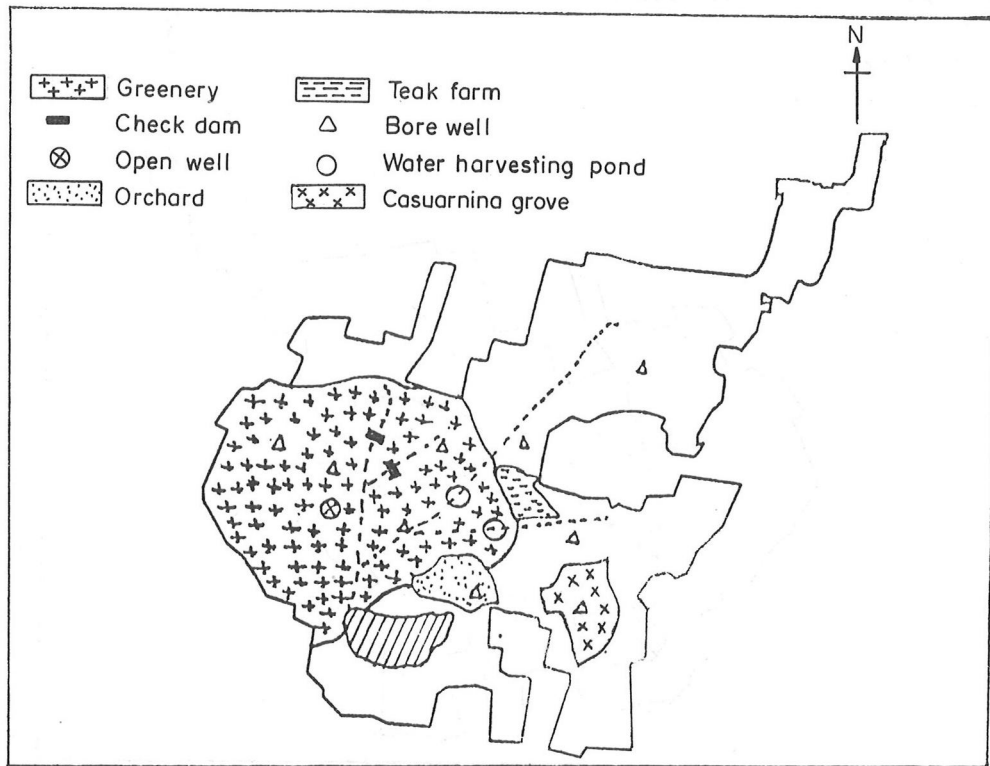 N
Greenery
Teak farm
Check dam
Bore well
Open well
Water harvesting pond
Orchard
Casuarnina grove